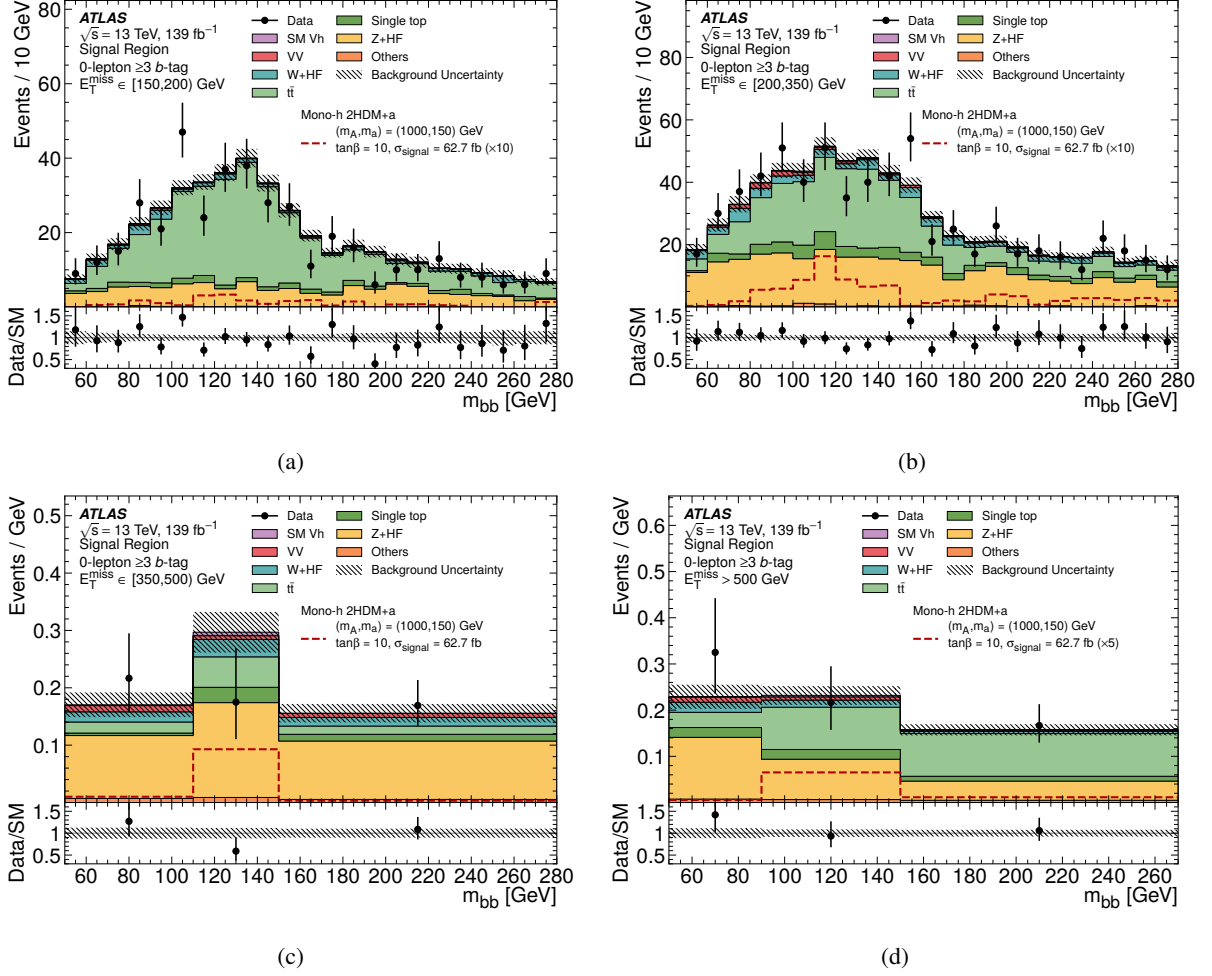 ATLAS
√s = 13 TeV, 139 fb⁻¹
Signal Region
0-lepton ≥3 b-tag
E_T^miss ∈ [150,200) GeV
Data
SM Vh
VV
W+HF
tt̄
Single top
Z+HF
Others
Background Uncertainty
Mono-h 2HDM+a
(m_A,m_a) = (1000,150) GeV
tanβ = 10, σ_signal = 62.7 fb (×10)
Events / 10 GeV
80
60
40
20
Data/SM
1.5
1
0.5
60 80 100 120 140 160 180 200 220 240 260 280
m_bb [GeV]
(a)
ATLAS
√s = 13 TeV, 139 fb⁻¹
Signal Region
0-lepton ≥3 b-tag
E_T^miss ∈ [200,350) GeV
Data
SM Vh
VV
W+HF
tt̄
Single top
Z+HF
Others
Background Uncertainty
Mono-h 2HDM+a
(m_A,m_a) = (1000,150) GeV
tanβ = 10, σ_signal = 62.7 fb (×10)
Events / 10 GeV
80
60
40
20
Data/SM
1.5
1
0.5
60 80 100 120 140 160 180 200 220 240 260 280
m_bb [GeV]
(b)
ATLAS
√s = 13 TeV, 139 fb⁻¹
Signal Region
0-lepton ≥3 b-tag
E_T^miss ∈ [350,500) GeV
Data
SM Vh
VV
W+HF
tt̄
Single top
Z+HF
Others
Background Uncertainty
Mono-h 2HDM+a
(m_A,m_a) = (1000,150) GeV
tanβ = 10, σ_signal = 62.7 fb
Events / GeV
0.5
0.4
0.3
0.2
0.1
Data/SM
1.5
1
0.5
60 80 100 120 140 160 180 200 220 240 260 280
m_bb [GeV]
(c)
ATLAS
√s = 13 TeV, 139 fb⁻¹
Signal Region
0-lepton ≥3 b-tag
E_T^miss > 500 GeV
Data
SM Vh
VV
W+HF
tt̄
Single top
Z+HF
Others
Background Uncertainty
Mono-h 2HDM+a
(m_A,m_a) = (1000,150) GeV
tanβ = 10, σ_signal = 62.7 fb (×5)
Events / GeV
0.6
0.5
0.4
0.3
0.2
0.1
Data/SM
1.5
1
0.5
60 80 100 120 140 160 180 200 220 240 260
m_bb [GeV]
(d)